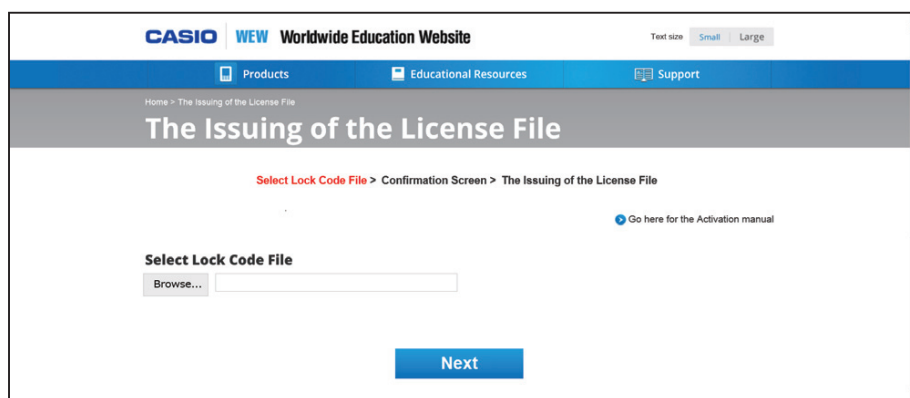 CASIO WEW Worldwide Education Website Text size Small Large
Products Educational Resources Support
Home > The Issuing of the License File
The Issuing of the License File
Select Lock Code File > Confirmation Screen > The Issuing of the License File
Go here for the Activation manual
Select Lock Code File
Browse...
Next